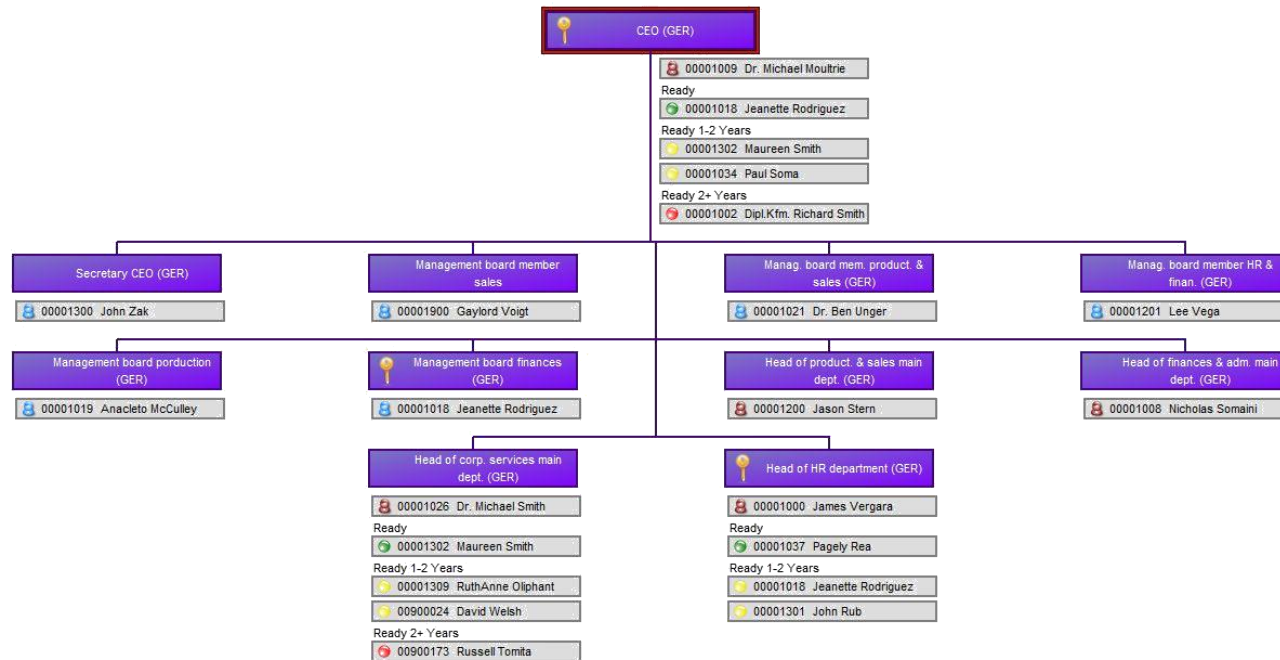 CEO (GER)
00001009 Dr. Michael Moultrie
Ready
00001018 Jeanette Rodriguez
Ready 1-2 Years
00001302 Maureen Smith
00001034 Paul Soma
Ready 2+ Years
00001002 Dipl.Kfm. Richard Smith
Secretary CEO (GER)
00001300 John Zak
Management board member
sales
00001900 Gaylord Voigt
Manag. board mem. product. &
sales (GER)
00001021 Dr. Ben Unger
Manag. board member HR &
finan. (GER)
00001201 Lee Vega
Management board porduction
(GER)
00001019 Anacleto McCulley
Management board finances
(GER)
00001018 Jeanette Rodriguez
Head of product. & sales main
dept. (GER)
00001200 Jason Stern
Head of finances & adm. main
dept. (GER)
00001008 Nicholas Somaini
Head of corp. services main
dept. (GER)
00001026 Dr. Michael Smith
Ready
00001302 Maureen Smith
Ready 1-2 Years
00001309 RuthAnne Oliphant
00900024 David Welsh
Ready 2+ Years
00900173 Russell Tomita
Head of HR department (GER)
00001000 James Vergara
Ready
00001037 Pagely Rea
Ready 1-2 Years
00001018 Jeanette Rodriguez
00001301 John Rub